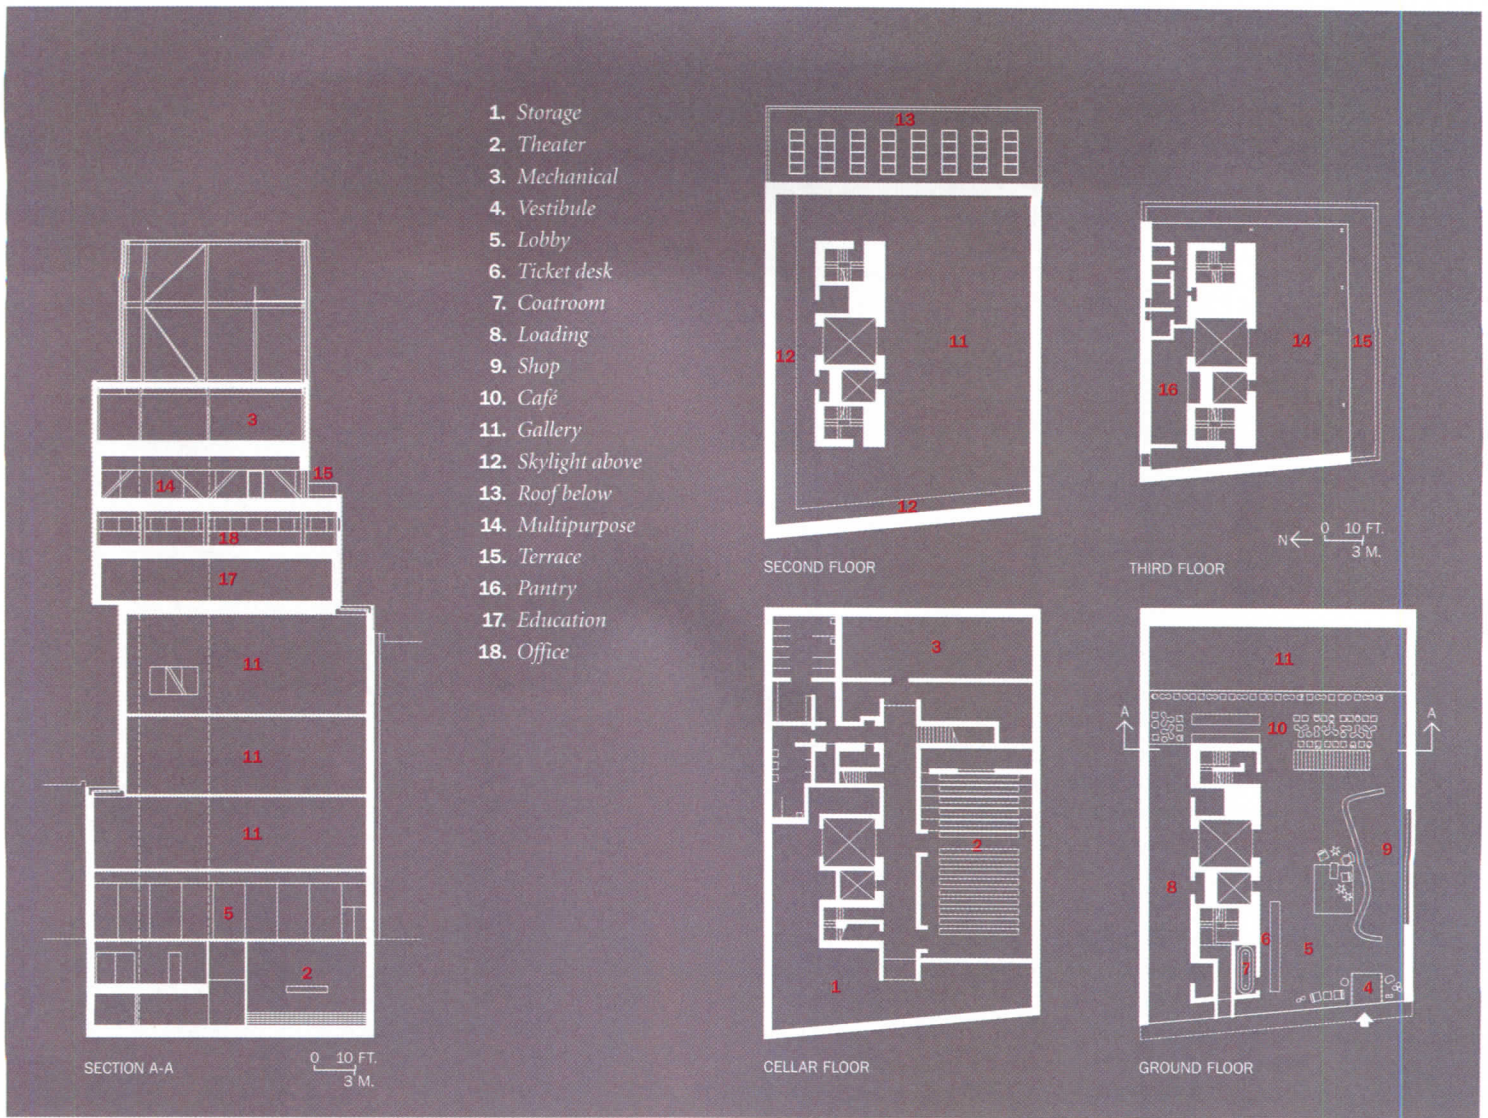 1. Storage
2. Theater
3. Mechanical
4. Vestibule
5. Lobby
6. Ticket desk
7. Coatroom
8. Loading
9. Shop
10. Café
11. Gallery
12. Skylight above
13. Roof below
14. Multipurpose
15. Terrace
16. Pantry
17. Education
18. Office
3
15
14
18
17
11
11
11
5
2
SECTION A-A
0 10 FT.
3 M.
13
12
11
12
SECOND FLOOR
14
15
16
N
0 10 FT.
3 M.
THIRD FLOOR
3
2
1
CELLAR FLOOR
11
A
10
A
9
8
6
5
7
4
GROUND FLOOR